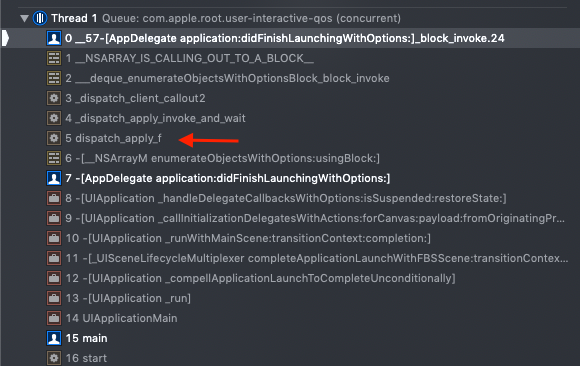 Thread 1 Queue: com.apple.root.user-interactive-qos (concurrent)
0 __57-[AppDelegate application:didFinishLaunchingWithOptions:]_block_invoke.24
1 __NSARRAY_IS_CALLING_OUT_TO_A_BLOCK__
2 ___deque_enumerateObjectsWithOptionsBlock_block_invoke
3 _dispatch_client_callout2
4 _dispatch_apply_invoke_and_wait
5 dispatch_apply_f
6 -[__NSArrayM enumerateObjectsWithOptions:usingBlock:]
7 -[AppDelegate application:didFinishLaunchingWithOptions:]
8 -[UIApplication _handleDelegateCallbacksWithOptions:isSuspended:restoreState:]
9 -[UIApplication _callInitializationDelegatesWithActions:forCanvas:payload:fromOriginatingPr...
10 -[UIApplication _runWithMainScene:transitionContext:completion:]
11 -[_UISceneLifecycleMultiplexer completeApplicationLaunchWithFBSScene:transitionContex...
12 -[UIApplication _compellApplicationLaunchToCompleteUnconditionally]
13 -[UIApplication _run]
14 UIApplicationMain
15 main
16 start